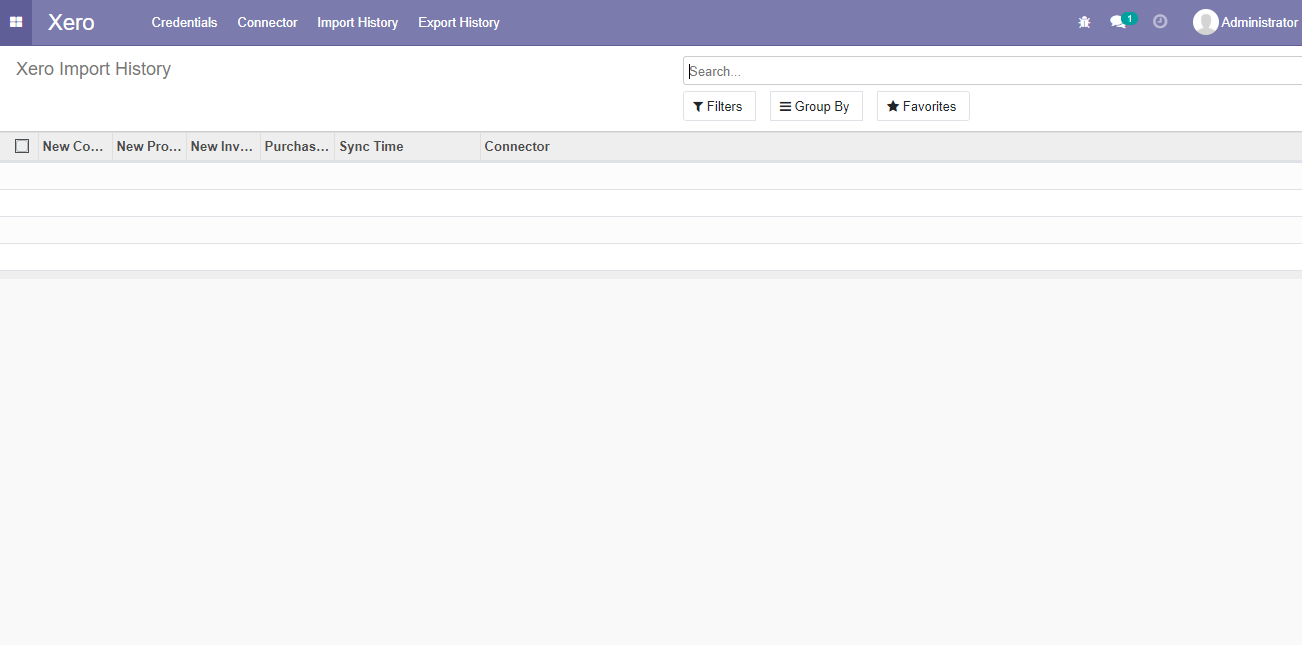 Xero Credentials Connector Import History Export History 1 Administrator
Xero Import History
Search...
Filters Group By Favorites
New Co... New Pro... New Inv... Purchas... Sync Time Connector